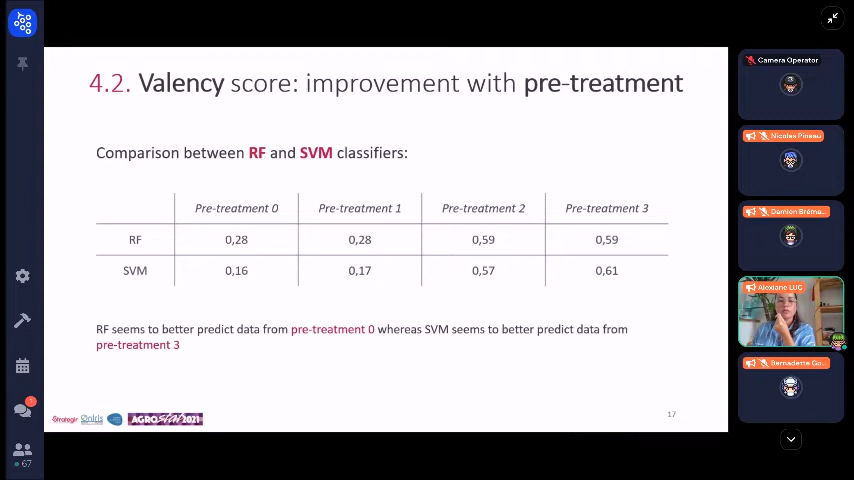 4.2. Valency score: improvement with pre-treatment
Comparison between RF and SVM classifiers:
Pre-treatment 0 Pre-treatment 1 Pre-treatment 2 Pre-treatment 3
RF 0,28 0,28 0,59 0,59
SVM 0,16 0,17 0,57 0,61
RF seems to better predict data from pre-treatment 0 whereas SVM seems to better predict data from
pre-treatment 3
Strategir Oniris AGROSTAT 2021
17
Camera Operator
Nicolas Pineau
Damien Bréma...
Alexiane LUC
Bernadette Go...
1
67